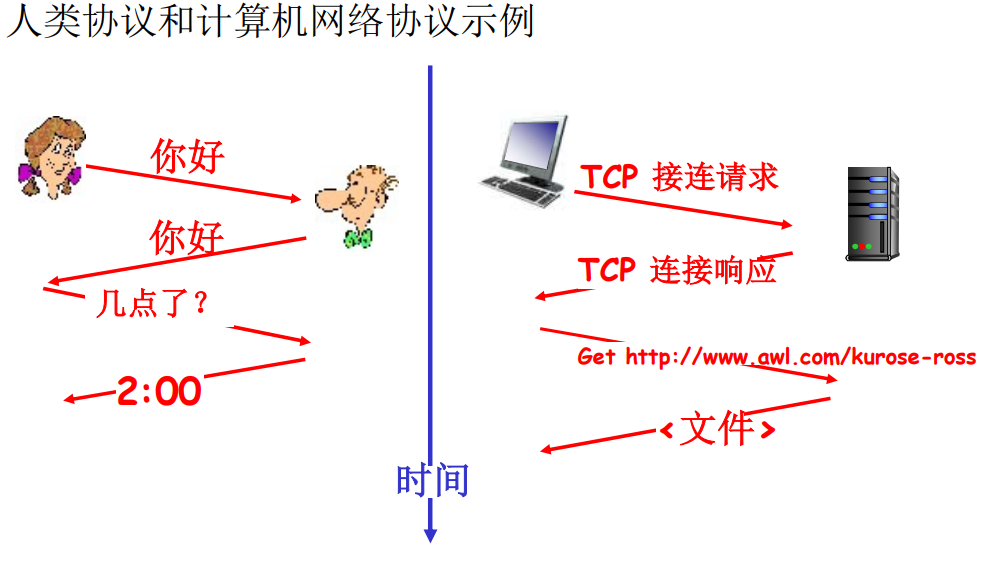 人类协议和计算机网络协议示例
你好
你好
几点了？
2:00
TCP 接连请求
TCP 连接响应
Get http://www.awl.com/kurose-ross
<文件>
时间